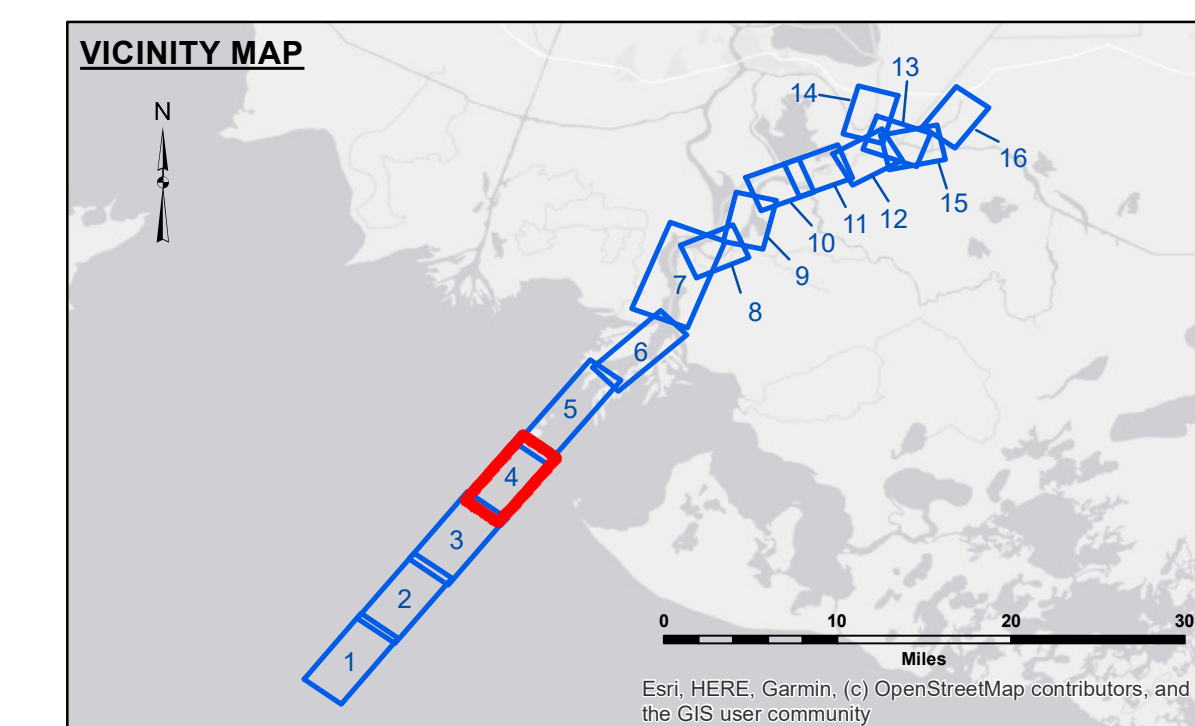 VICINITY MAP
N
13
14
16
15
12
11
10
9
7
8
6
5
4
3
2
1
0 10 20 30
Miles
Esri, HERE, Garmin, (c) OpenStreetMap contributors, and
the GIS user community